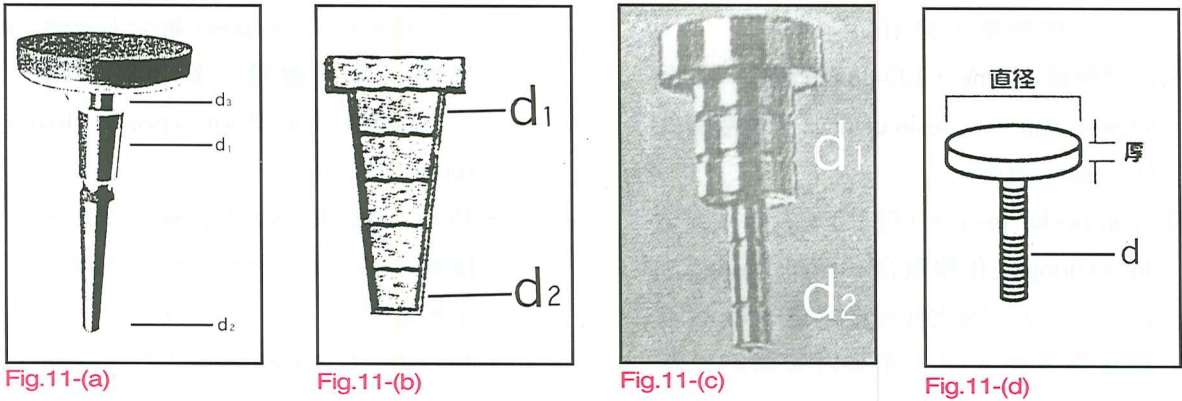 d3
d1
d2
Fig.11-(a)
d1
d2
Fig.11-(b)
d1
d2
Fig.11-(c)
直径
厚
d
Fig.11-(d)